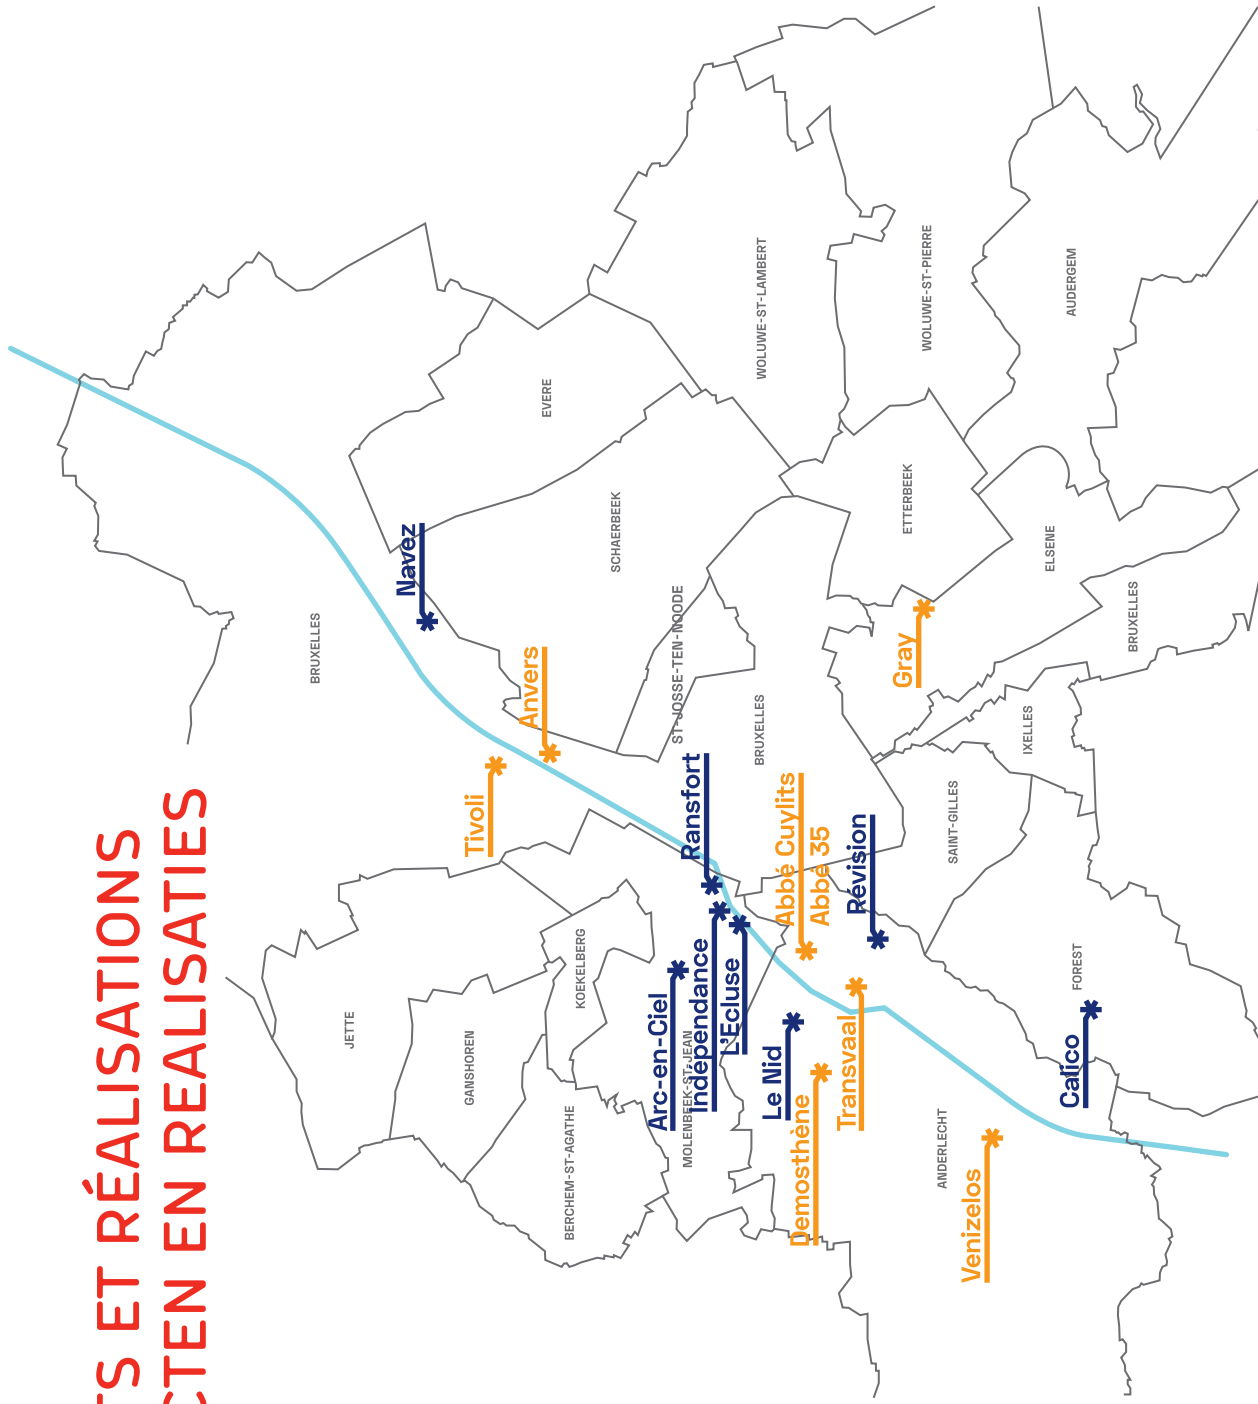 TS ET RÉALISATIONS
CTEN EN REALISATIES
BRUXELLES
Navez
EVERE
SCHAERBEEK
Anvers
Tivoli
ST-JOSSE-TEN-NOODE
BRUXELLES
WOLUWE-ST-LAMBERT
WOLUWE-ST-PIERRE
AUDERGEM
ETTERBEEK
ELSENE
BRUXELLES
Gray
IXELLES
SAINT-GILLES
FOREST
JETTE
GANSHOREN
KOEKELBERG
BERCHEM-ST-AGATHE
MOLENBEEK-ST-JEAN
Ransfort
Arc-en-Ciel
Independance
L'Ecluse
Abbé Cuylits
Abbé 35
Révision
Le Nid
Demosthène
Transvaal
ANDERLECHT
Venizelos
Calico